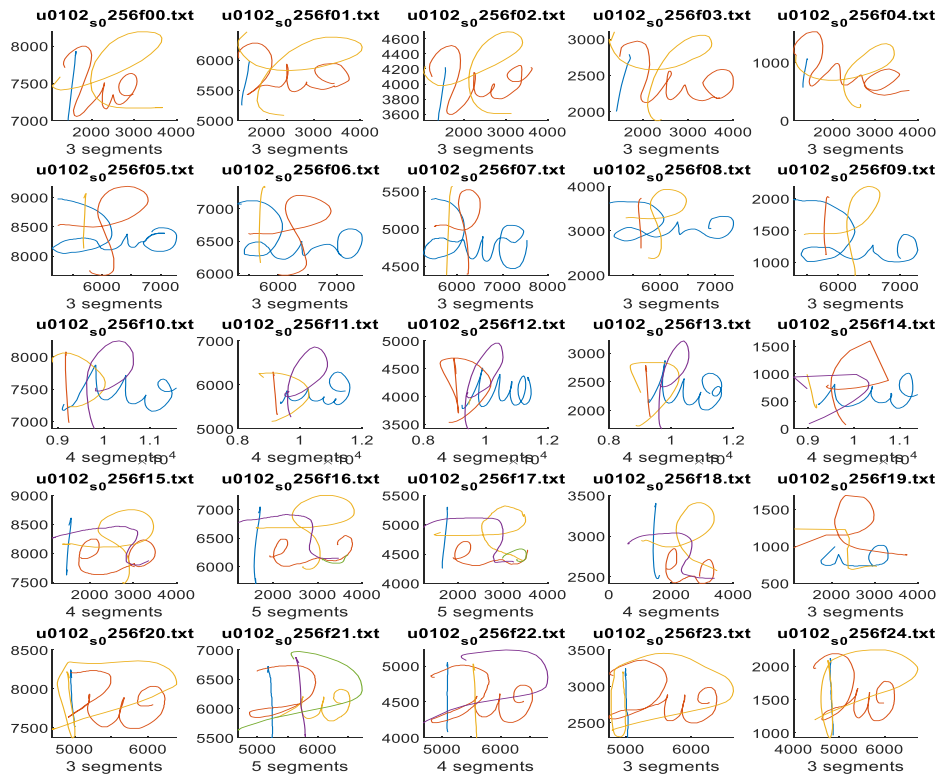 u0102s0256f00.txt u0102s0256f01.txt u0102s0256f02.txt u0102s0256f03.txt u0102s0256f04.txt
8000 7500 7000 6000 5500 5000 4600 4400 4200 4000 3800 3600 3000 2500 2000 1000 0
2000 3000 4000 2000 3000 4000 2000 3000 4000 2000 3000 4000 2000 3000 4000
3 segments 3 segments 3 segments 3 segments 3 segments
u0102s0256f05.txt u0102s0256f06.txt u0102s0256f07.txt u0102s0256f08.txt u0102s0256f09.txt
9000 8500 8000 7000 6500 6000 5500 5000 4500 4000 3000 2000 2000 1500 1000
6000 7000 6000 7000 6000 7000 8000 6000 7000 6000 7000
3 segments 3 segments 3 segments 3 segments 3 segments
u0102s0256f10.txt u0102s0256f11.txt u0102s0256f12.txt u0102s0256f13.txt u0102s0256f14.txt
8000 7500 7000 7000 6000 5000 5000 4500 4000 3500 3000 2000 1500 1000 500 0
0.9 1 1.1 0.8 1 1.2 0.8 1 1.2 0.8 1 1.2 0.9 1 1.1
4 segments ×10⁴ 4 segments ×10⁴ 4 segments ×10⁴ 4 segments ×10⁴ 4 segments
u0102s0256f15.txt u0102s0256f16.txt u0102s0256f17.txt u0102s0256f18.txt u0102s0256f19.txt
9000 8500 8000 7500 7000 6500 6000 5500 5000 4500 4000 3500 3000 2500 1500 1000 500
2000 3000 4000 2000 3000 4000 2000 3000 4000 0 2000 4000 2000 3000 4000
4 segments 5 segments 5 segments 4 segments 3 segments
u0102s0256f20.txt u0102s0256f21.txt u0102s0256f22.txt u0102s0256f23.txt u0102s0256f24.txt
8500 8000 7500 7000 6500 6000 5500 5000 4500 4000 3500 3000 2500 2000 1500 1000
5000 6000 5000 6000 5000 6000 5000 6000 4000 5000 6000
3 segments 5 segments 4 segments 3 segments 3 segments